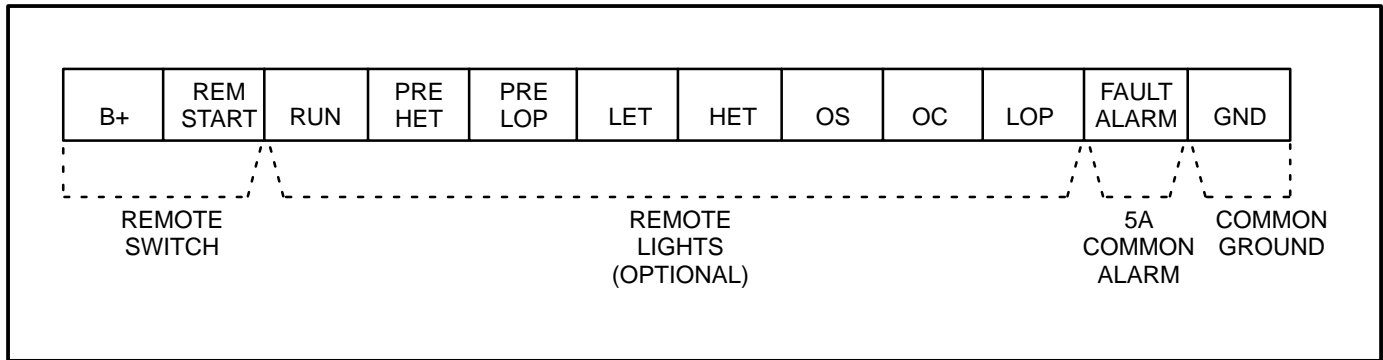 B+
REM
START
RUN
PRE
HET
PRE
LOP
LET
HET
OS
OC
LOP
FAULT
ALARM
GND
REMOTE
SWITCH
REMOTE
LIGHTS
(OPTIONAL)
5A
COMMON
ALARM
COMMON
GROUND